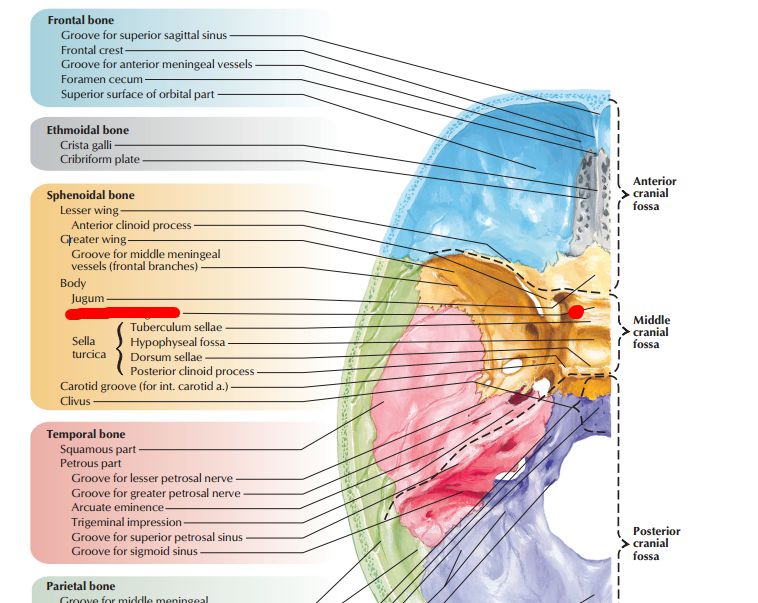 Frontal bone
Groove for superior sagittal sinus
Frontal crest
Groove for anterior meningeal vessels
Foramen cecum
Superior surface of orbital part
Ethmoidal bone
Crista galli
Cribriform plate
Sphenoidal bone
Lesser wing
Anterior clinoid process
Greater wing
Groove for middle meningeal
vessels (frontal branches)
Body
Jugum
Sella
turcica
Tuberculum sellae
Hypophyseal fossa
Dorsum sellae
Posterior clinoid process
Carotid groove (for int. carotid a.)
Clivus
Temporal bone
Squamous part
Petrous part
Groove for lesser petrosal nerve
Groove for greater petrosal nerve
Arcuate eminence
Trigeminal impression
Groove for superior petrosal sinus
Groove for sigmoid sinus
Parietal bone
Groove for middle meningeal
Anterior
cranial
fossa
Middle
cranial
fossa
Posterior
cranial
fossa